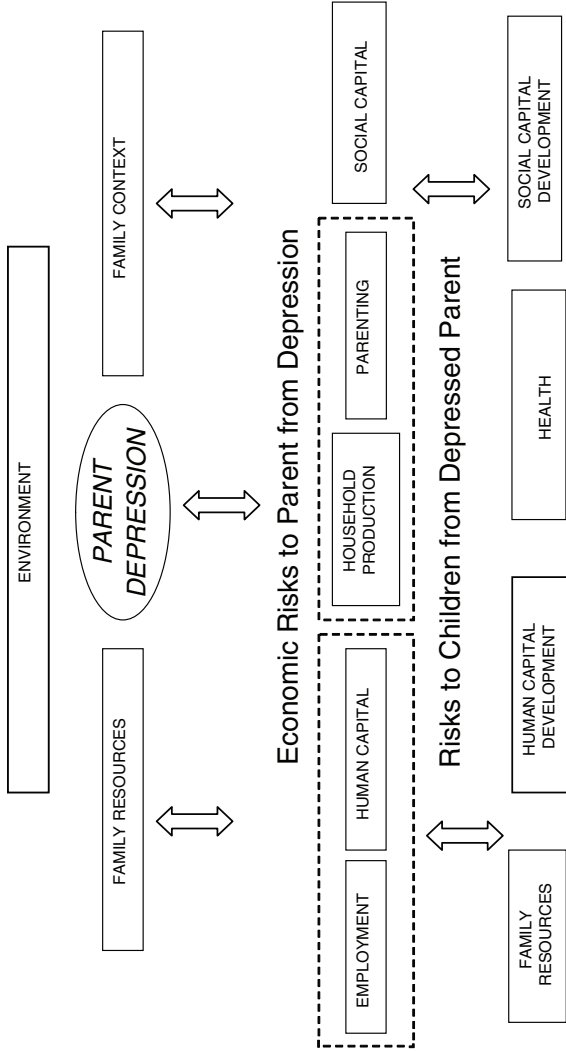 ENVIRONMENT
FAMILY RESOURCES
PARENT
DEPRESSION
FAMILY CONTEXT
Economic Risks to Parent from Depression
EMPLOYMENT
HUMAN CAPITAL
HOUSEHOLD
PRODUCTION
PARENTING
SOCIAL CAPITAL
Risks to Children from Depressed Parent
FAMILY
RESOURCES
HUMAN CAPITAL
DEVELOPMENT
HEALTH
SOCIAL CAPITAL
DEVELOPMENT